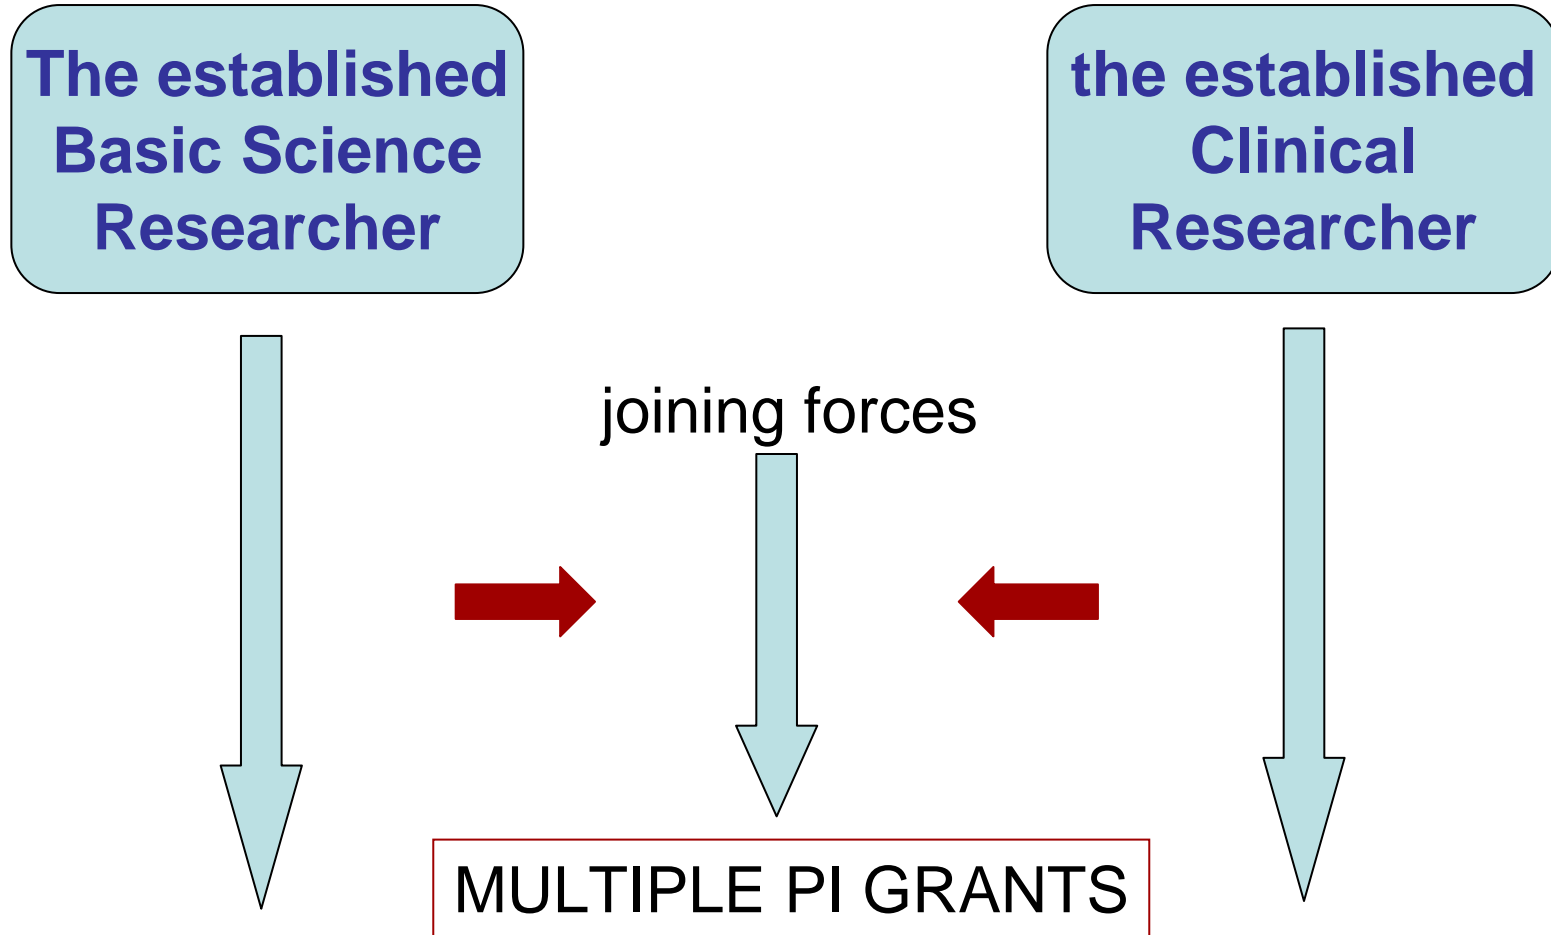 The established
Basic Science
Researcher
the established
Clinical
Researcher
joining forces
MULTIPLE PI GRANTS